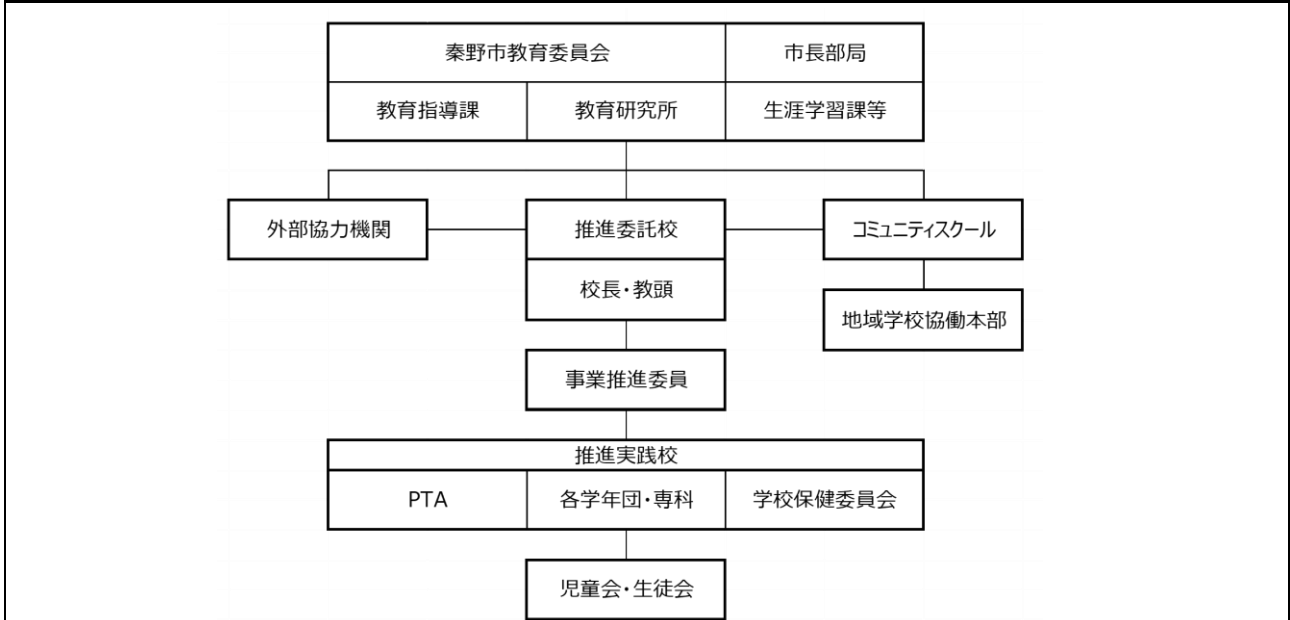 秦野市教育委員会
市長部局
教育指導課
教育研究所
生涯学習課等
外部協力機関
推進委託校
コミュニティスクール
校長・教頭
地域学校協働本部
事業推進委員
推進実践校
PTA
各学年団・専科
学校保健委員会
児童会・生徒会